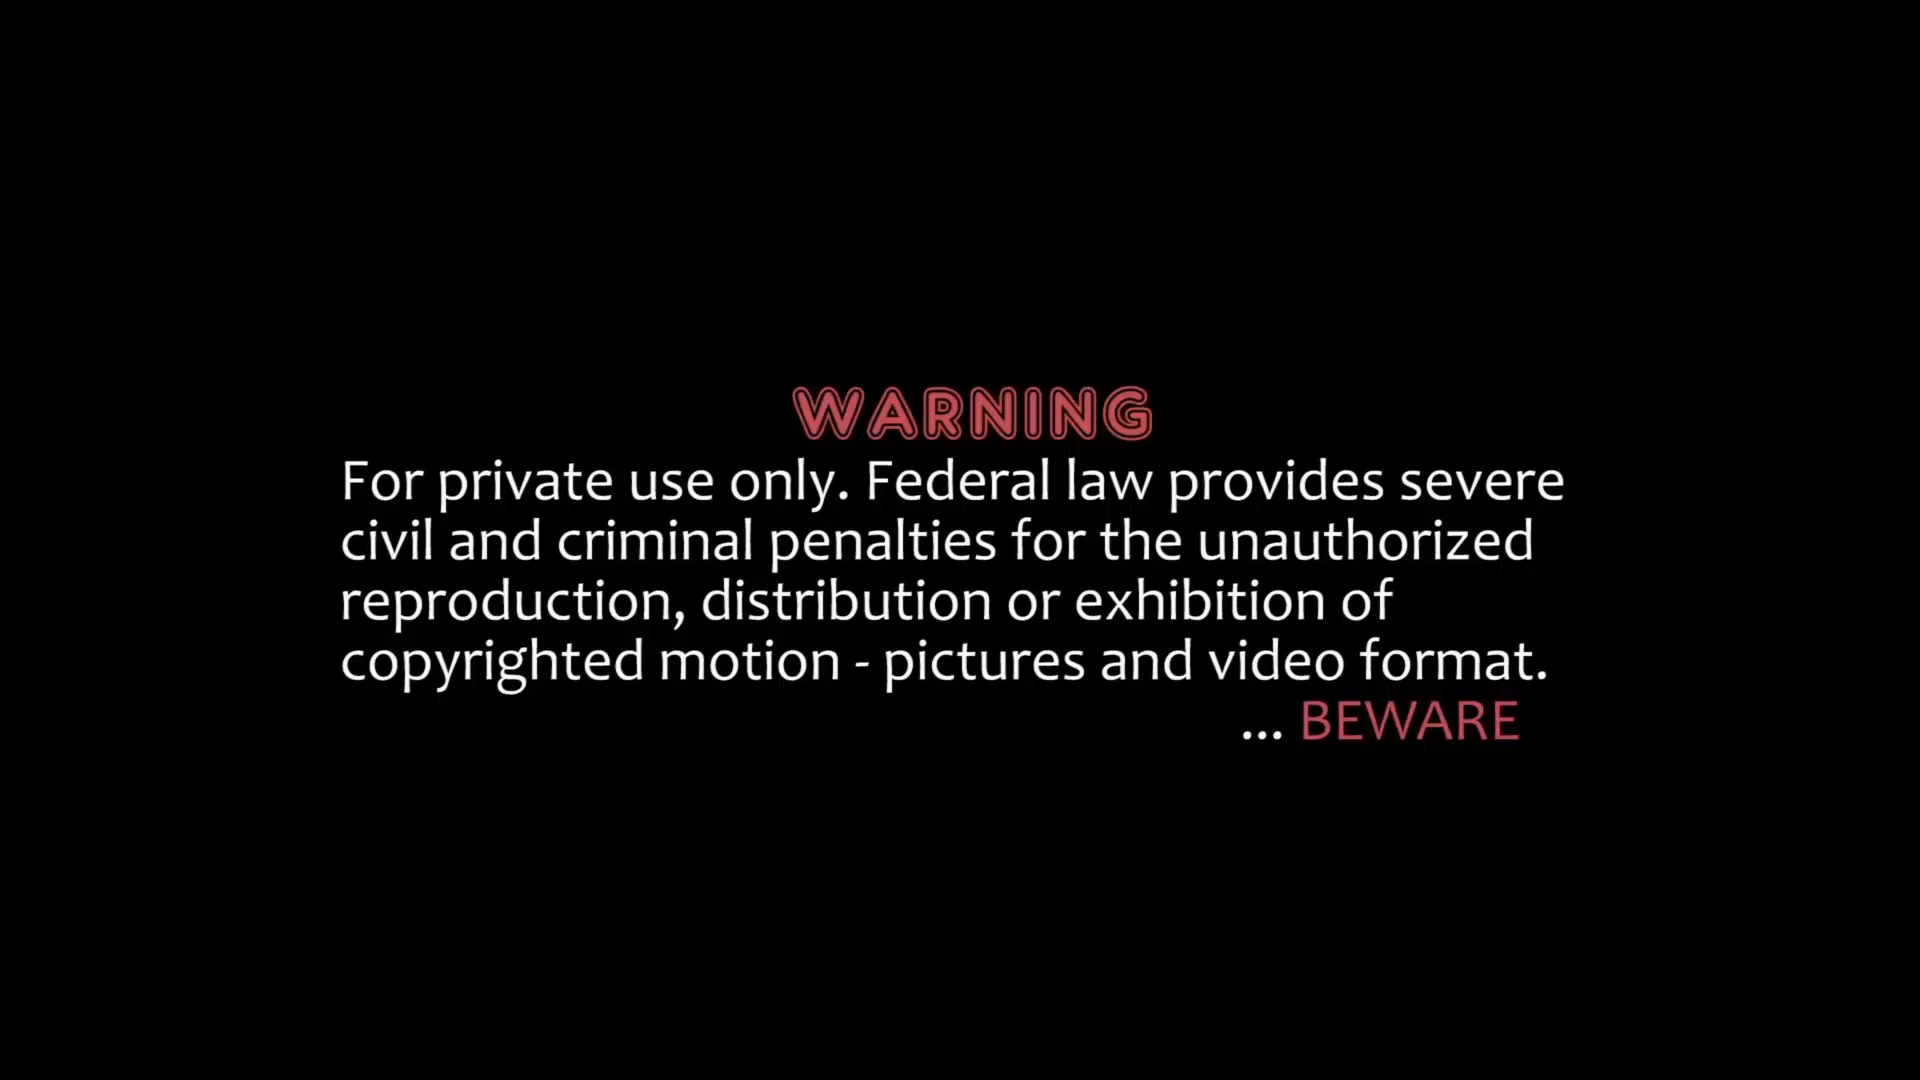 WARNING
For private use only. Federal law provides severe
civil and criminal penalties for the unauthorized
reproduction, distribution or exhibition of
copyrighted motion - pictures and video format.
... BEWARE